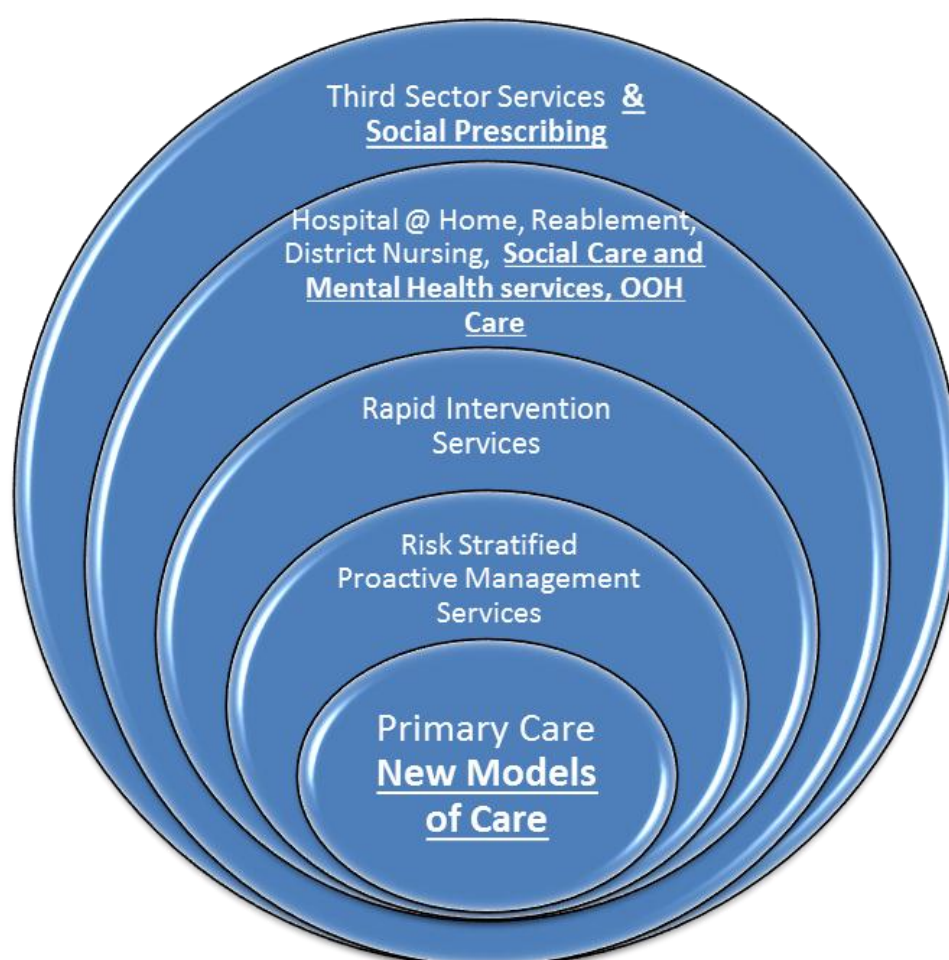 Third Sector Services &
Social Prescribing
Hospital @ Home, Reablement,
District Nursing, Social Care and
Mental Health services, OOH
Care
Rapid Intervention
Services
Risk Stratified
Proactive Management
Services
Primary Care
New Models
of Care